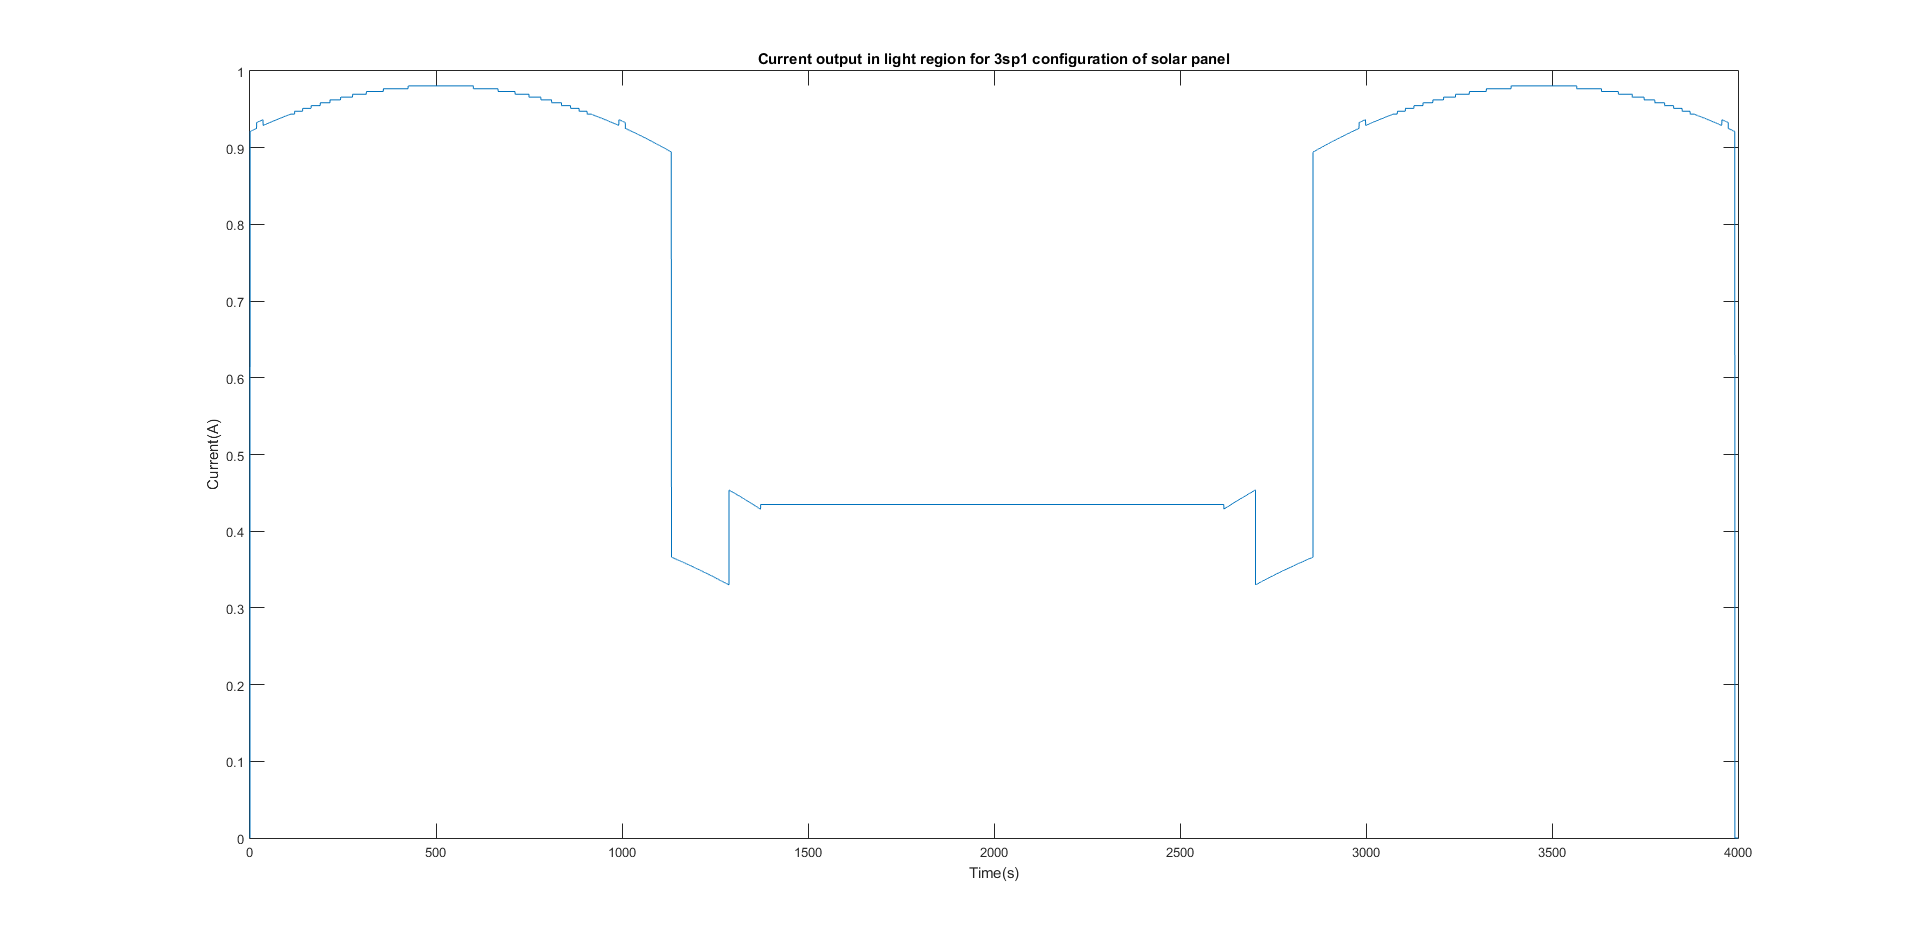 Current output in light region for 3sp1 configuration of solar panel
1
0.9
0.8
0.7
0.6
0.5
0.4
0.3
0.2
0.1
0
Current(A)
0 500 1000 1500 2000 2500 3000 3500 4000
Time(s)